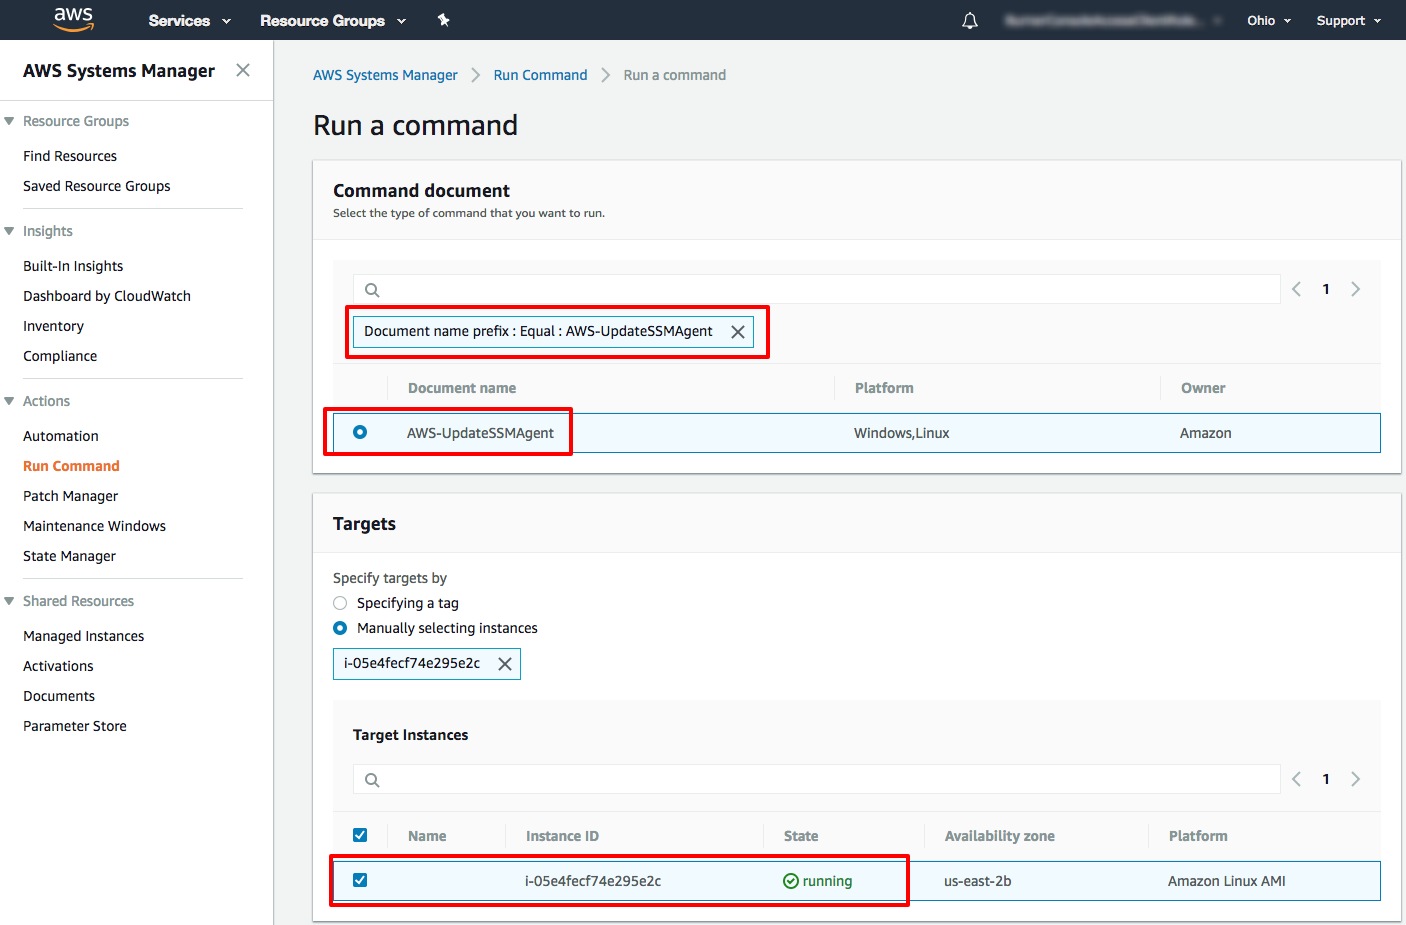 aws Services Resource Groups Ohio Support
AWS Systems Manager
Resource Groups
Find Resources
Saved Resource Groups
Insights
Built-In Insights
Dashboard by CloudWatch
Inventory
Compliance
Actions
Automation
Run Command
Patch Manager
Maintenance Windows
State Manager
Shared Resources
Managed Instances
Activations
Documents
Parameter Store
AWS Systems Manager > Run Command > Run a command
Run a command
Command document
Select the type of command that you want to run.
1
Document name prefix : Equal : AWS-UpdateSSMAgent
Document name Platform Owner
AWS-UpdateSSMAgent Windows,Linux Amazon
Targets
Specify targets by
Specifying a tag
Manually selecting instances
i-05e4fecf74e295e2c
Target Instances
1
Name Instance ID State Availability zone Platform
i-05e4fecf74e295e2c running us-east-2b Amazon Linux AMI